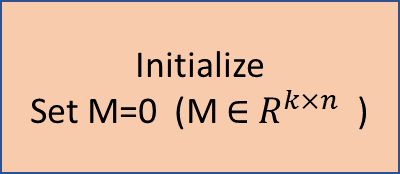 Initialize
Set M=0 (M ∈ R^{k×n} )